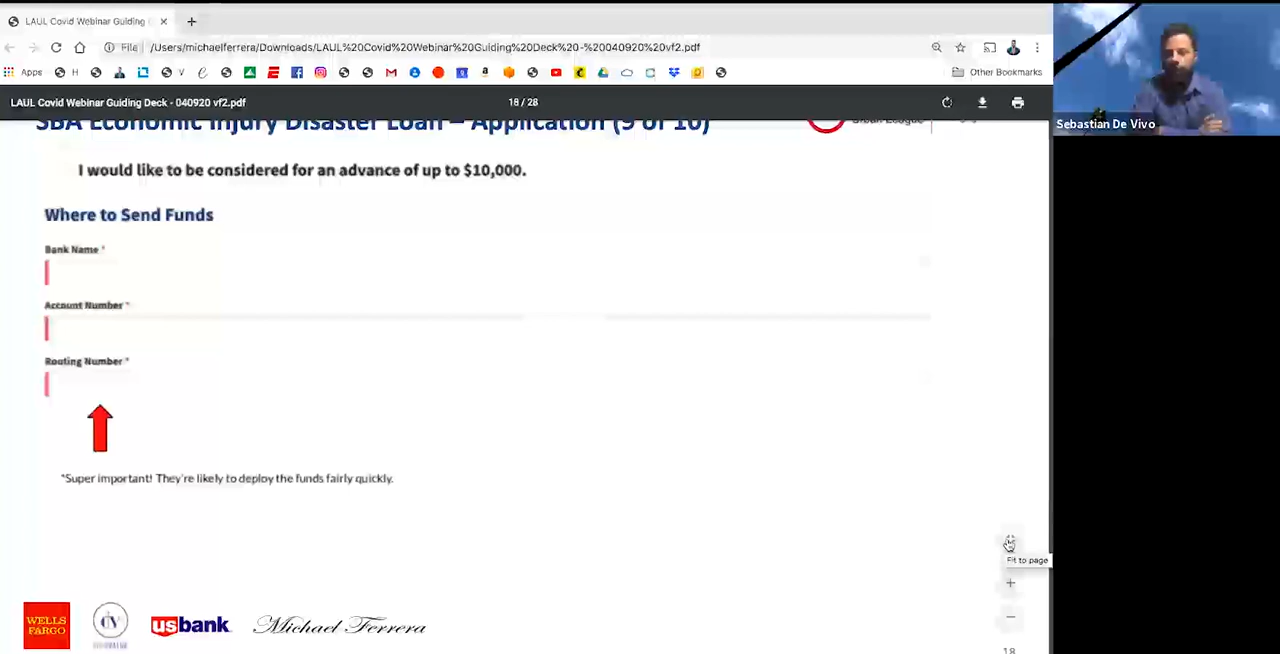 LAUL Covid Webinar Guiding
File
/Users/michaelferrera/Downloads/LAUL%20Covid%20Webinar%20Guiding%20Deck%20-%20040920%20vf2.pdf
Apps
H
V
Other Bookmarks
LAUL Covid Webinar Guiding Deck - 040920 vf2.pdf
18 / 28
SBA Economic Injury Disaster Loan – Application (9 of 10)
Urban League
I would like to be considered for an advance of up to $10,000.
Where to Send Funds
Bank Name *
Account Number *
Routing Number *
*Super important! They're likely to deploy the funds fairly quickly.
Fit to page
WELLS
FARGO
dv
usbank
Michael Ferrera
18
Sebastian De Vivo